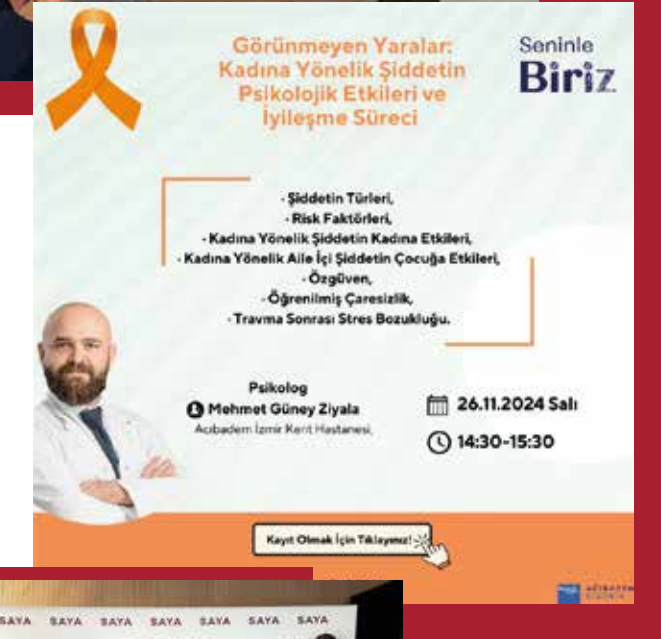 Görünmeyen Yaralar:
Kadına Yönelik Şiddetin
Psikolojik Etkileri ve
İyileşme Süreci
Seninle
Biriz
- Şiddetin Türleri,
- Risk Faktörleri,
- Kadına Yönelik Şiddetin Kadına Etkileri,
- Kadına Yönelik Aile İçi Şiddetin Çocuğa Etkileri,
- Özgüven,
- Öğrenilmiş Çaresizlik,
- Travma Sonrası Stres Bozukluğu.
Psikolog
Mehmet Güney Ziyala
Acıbadem İzmir Kent Hastanesi,
26.11.2024 Salı
14:30-15:30
Kayıt Olmak İçin Tıklayınız!
SAYA SAYA SAYA SAYA SAYA SAYA SAYA